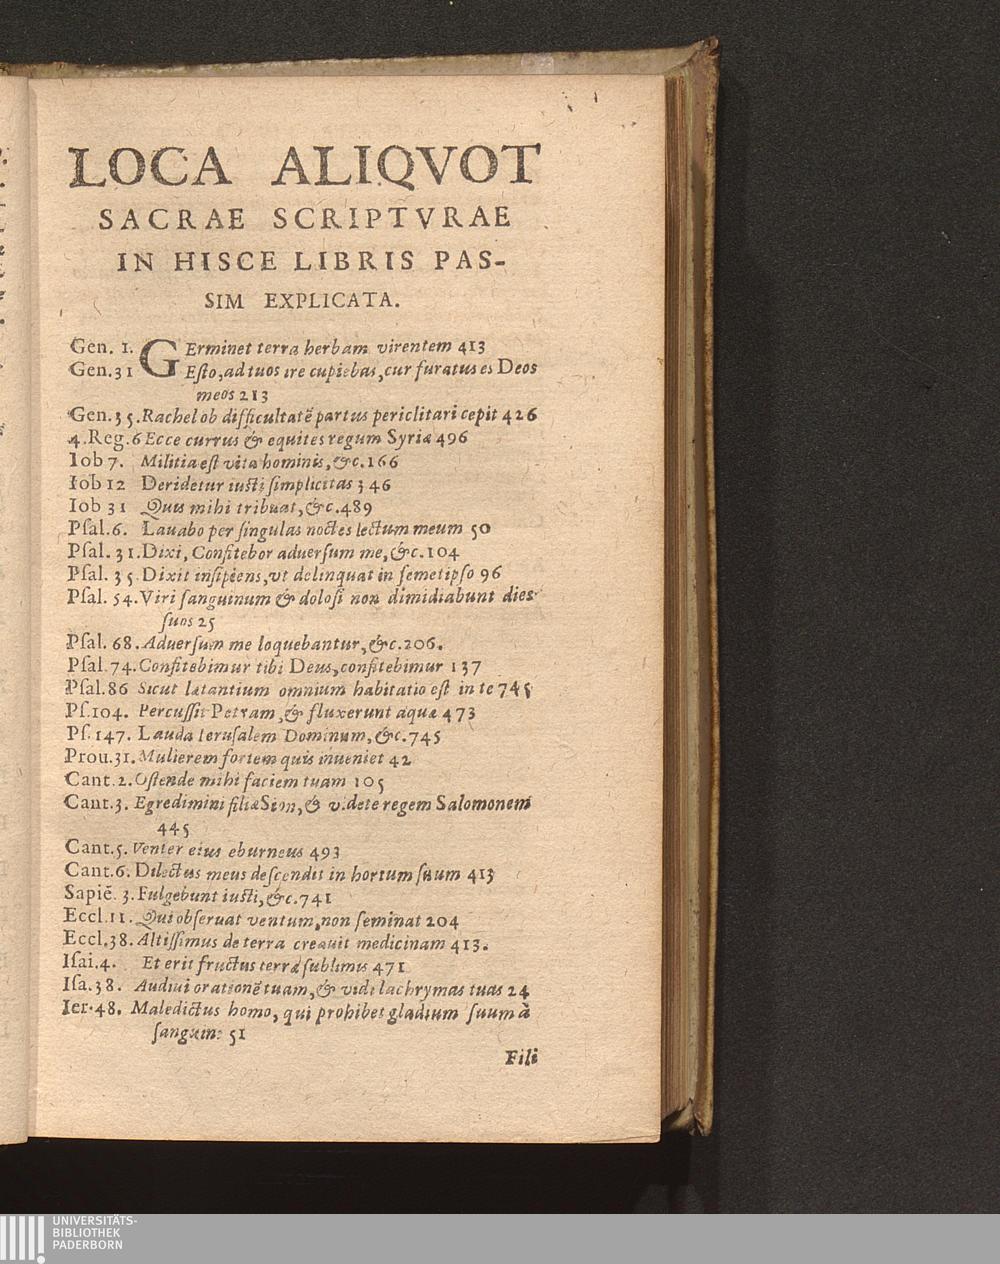 LOCA ALIQVOT
SACRAE SCRIPTVRAE
IN HISCE LIBRIS PAS-
SIM EXPLICATA.
Gen. 1. GErminet terra herbam virentem 413
Gen.31 Eſto,ad tuos ire cupiebas,cur furatus es Deos
meos 213
Gen.35.Rachel ob difficultatē partus periclitari cepit 426
4.Reg.6 Ecce currus & equites regum Syriæ 496
Iob 7. Militia eſt vita hominis,&c.166
Iob 12 Deridetur iuſti ſimplicitas 346
Iob 31 Quis mihi tribuat,&c.489
Pſal.6. Lauabo per ſingulas noctes lectum meum 50
Pſal.31.Dixi, Confitebor aduerſum me,&c.104
Pſal.35.Dixit inſipiens,vt delinquat in ſemetipſo 96
Pſal.54.Viri ſanguinum & doloſi non dimidiabunt dies
ſuos 25
Pſal.68.Aduerſum me loquebantur,&c.206.
Pſal.74.Confitebimur tibi Deus,confitebimur 137
Pſal.86 Sicut lætantium omnium habitatio eſt in te 745
Pſ.104. Percuſſit Petram,& fluxerunt aquæ 473
Pſ.147. Lauda Ieruſalem Dominum,&c.745
Prou.31.Mulierem fortem quis inueniet 42
Cant.2.Oſtende mihi faciem tuam 105
Cant.3. Egredimini filiæ Sion,& videte regem Salomonem
445
Cant.5. Venter eius eburneus 493
Cant.6. Dilectus meus deſcendit in hortum ſuum 413
Sapiē. 3.Fulgebunt iuſti,&c.741
Eccl.11. Qui obſeruat ventum,non ſeminat 204
Eccl.38.Altiſſimus de terra creauit medicinam 413.
Iſai.4. Et erit fructus terræ ſublimis 471
Iſa.38. Audiui orationē tuam,& vidi lachrymas tuas 24
Ier.48. Maledictus homo, qui prohibet gladium ſuum à
ſanguine 51
Fili
UNIVERSITÄTS-
BIBLIOTHEK
PADERBORN